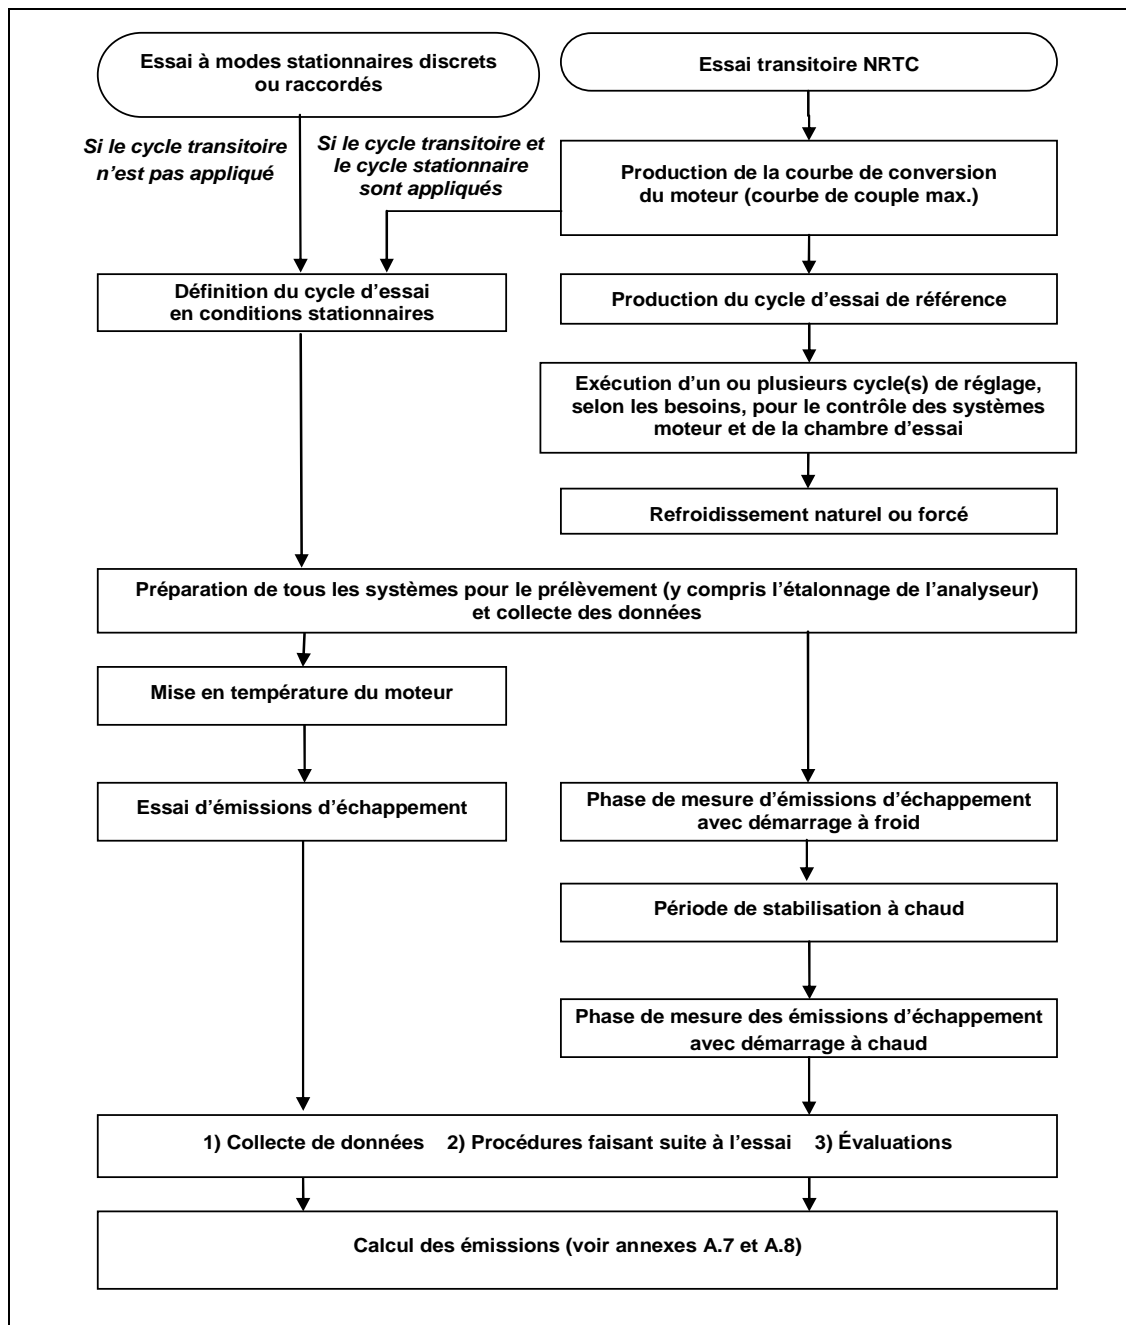 Essai à modes stationnaires discrets
ou raccordés
Essai transitoire NRTC
Si le cycle transitoire
n'est pas appliqué
Si le cycle transitoire et
le cycle stationnaire
sont appliqués
Production de la courbe de conversion
du moteur (courbe de couple max.)
Définition du cycle d'essai
en conditions stationnaires
Production du cycle d'essai de référence
Exécution d'un ou plusieurs cycle(s) de réglage,
selon les besoins, pour le contrôle des systèmes
moteur et de la chambre d'essai
Refroidissement naturel ou forcé
Préparation de tous les systèmes pour le prélèvement (y compris l'étalonnage de l'analyseur)
et collecte des données
Mise en température du moteur
Essai d'émissions d'échappement
Phase de mesure d'émissions d'échappement
avec démarrage à froid
Période de stabilisation à chaud
Phase de mesure des émissions d'échappement
avec démarrage à chaud
1) Collecte de données 2) Procédures faisant suite à l'essai 3) Évaluations
Calcul des émissions (voir annexes A.7 et A.8)